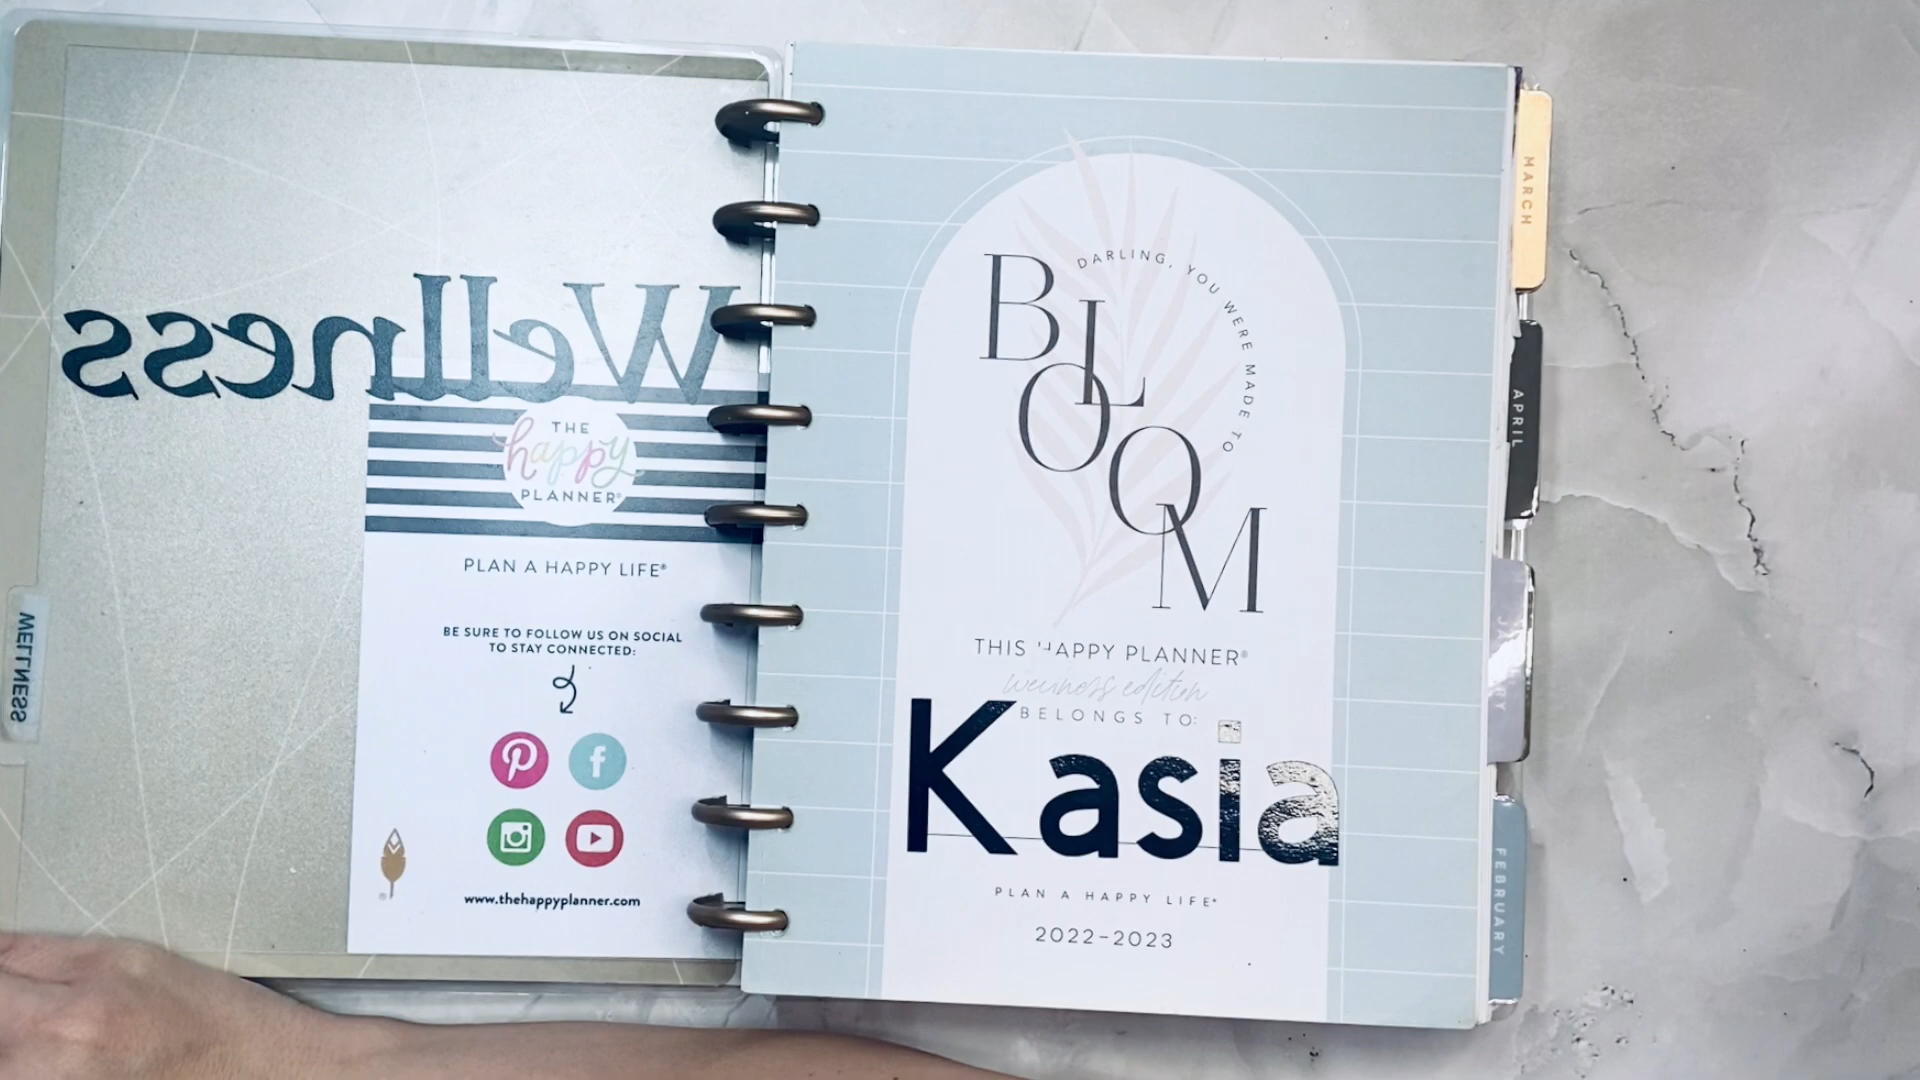 Wellness
THE
happy
PLANNER®
PLAN A HAPPY LIFE®
BE SURE TO FOLLOW US ON SOCIAL
TO STAY CONNECTED:
www.thehappyplanner.com
WELLNESS
DARLING, YOU WERE MADE TO
BLOOM
THIS HAPPY PLANNER®
wellness edition
BELONGS TO:
Kasia
PLAN A HAPPY LIFE®
2022-2023
MARCH
APRIL
FEBRUARY